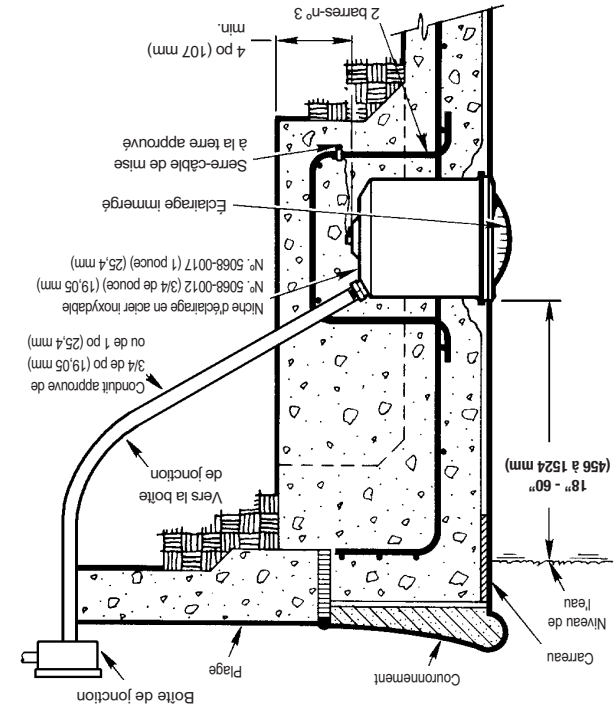 Boîte de jonction
Couronnement
Plage
Carreau
Niveau de
l'eau
18" - 60"
(456 à 1524 mm)
Vers la boîte
de jonction
Conduit approuve de
3/4 de po (19,05 mm)
ou de 1 po (25,4 mm)
Niche d'éclairage en acier inoxydable
N°. 5068-0012 (3/4 de pouce) (19,05 mm)
N°. 5068-0017 (1 pouce) (25,4 mm)
Éclairage immergé
Serre-câble de mise
à la terre approuvé
4 po (107 mm)
min.
2 barres-n° 3